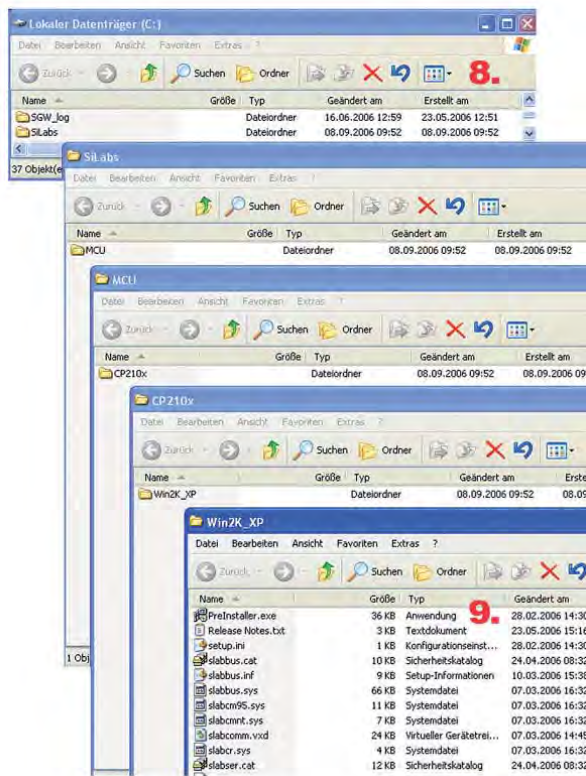 Lokaler Datenträger (C:)
Datei Bearbeiten Ansicht Favoriten Extras ?
Zurück Suchen Ordner 8.
Name Größe Typ Geändert am Erstellt am
SGW_log Dateiordner 16.06.2006 12:59 23.05.2006 12:51
SiLabs Dateiordner 08.09.2006 09:52 08.09.2006 09:52
37 Objekt(e
SiLabs
Datei Bearbeiten Ansicht Favoriten Extras ?
Zurück Suchen Ordner
Name Größe Typ Geändert am Erstellt am
MCU Dateiordner 08.09.2006 09:52 08.09.2006 09:52
MCU
Datei Bearbeiten Ansicht Favoriten Extras ?
Zurück Suchen Ordner
Name Größe Typ Geändert am Erstellt am
CP210x Dateiordner 08.09.2006 09:52 08.09.2006 09
CP210x
Datei Bearbeiten Ansicht Favoriten Extras ?
Zurück Suchen Ordner
Name Größe Typ Geändert am Erste
Win2K_XP Dateiordner 08.09.2006 09:52 08.09
Win2K_XP
Datei Bearbeiten Ansicht Favoriten Extras ?
Zurück Suchen Ordner
Name Größe Typ Geändert am
PreInstaller.exe 36 KB Anwendung 9. 28.02.2006 14:30
Release Notes.txt 3 KB Textdokument 23.05.2006 15:16
setup.ini 1 KB Konfigurationseinst... 28.02.2006 14:30
slabbus.cat 10 KB Sicherheitskatalog 24.04.2006 08:32
slabbus.inf 9 KB Setup-Informationen 10.03.2006 15:38
slabbus.sys 66 KB Systemdatei 07.03.2006 16:32
slabcm95.sys 11 KB Systemdatei 07.03.2006 16:32
slabcmnt.sys 7 KB Systemdatei 07.03.2006 16:32
slabcomm.vxd 24 KB Virtueller Gerätetrei... 07.03.2006 14:45
slabcr.sys 4 KB Systemdatei 07.03.2006 16:32
slabser.cat 12 KB Sicherheitskatalog 24.04.2006 08:32
1 Obj